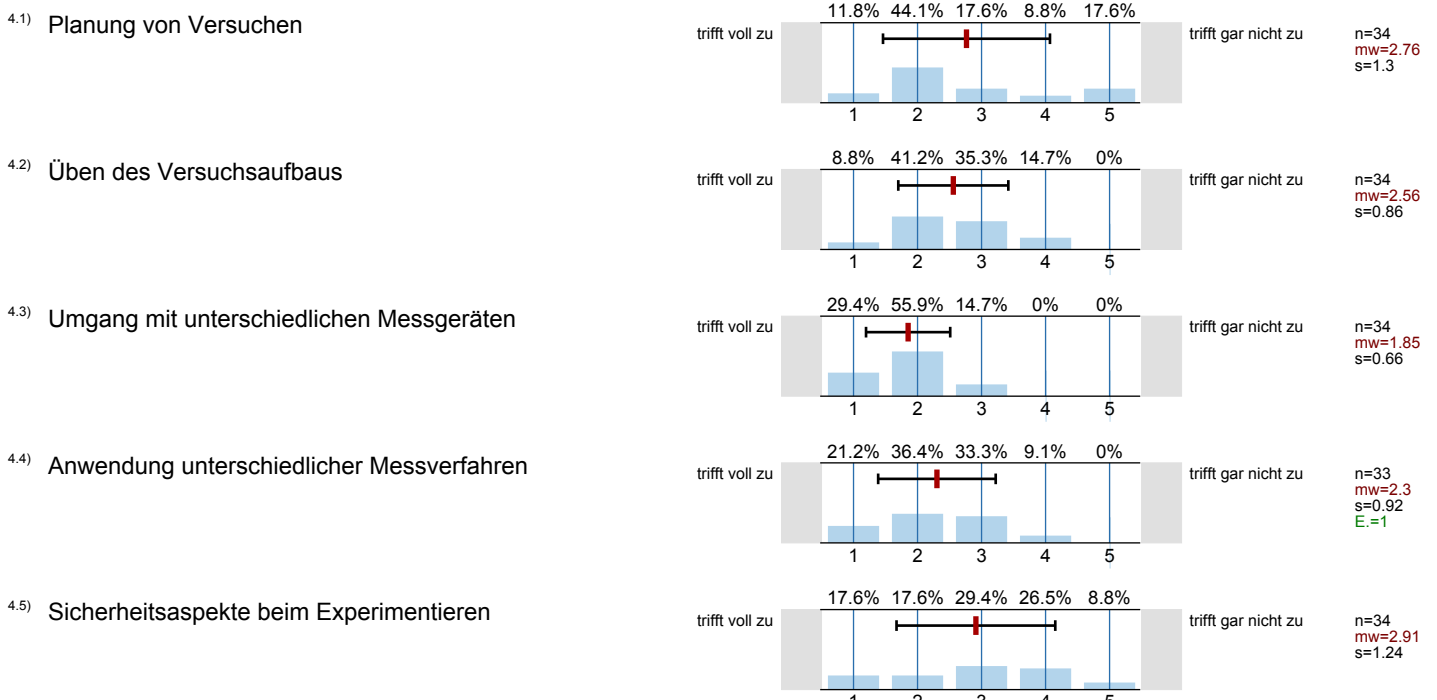 4.1) Planung von Versuchen
11.8% 44.1% 17.6% 8.8% 17.6%
trifft voll zu
trifft gar nicht zu
n=34
mw=2.76
s=1.3
1 2 3 4 5
4.2) Üben des Versuchsaufbaus
8.8% 41.2% 35.3% 14.7% 0%
trifft voll zu
trifft gar nicht zu
n=34
mw=2.56
s=0.86
1 2 3 4 5
4.3) Umgang mit unterschiedlichen Messgeräten
29.4% 55.9% 14.7% 0% 0%
trifft voll zu
trifft gar nicht zu
n=34
mw=1.85
s=0.66
1 2 3 4 5
4.4) Anwendung unterschiedlicher Messverfahren
21.2% 36.4% 33.3% 9.1% 0%
trifft voll zu
trifft gar nicht zu
n=33
mw=2.3
s=0.92
E.=1
1 2 3 4 5
4.5) Sicherheitsaspekte beim Experimentieren
17.6% 17.6% 29.4% 26.5% 8.8%
trifft voll zu
trifft gar nicht zu
n=34
mw=2.91
s=1.24
1 2 3 4 5